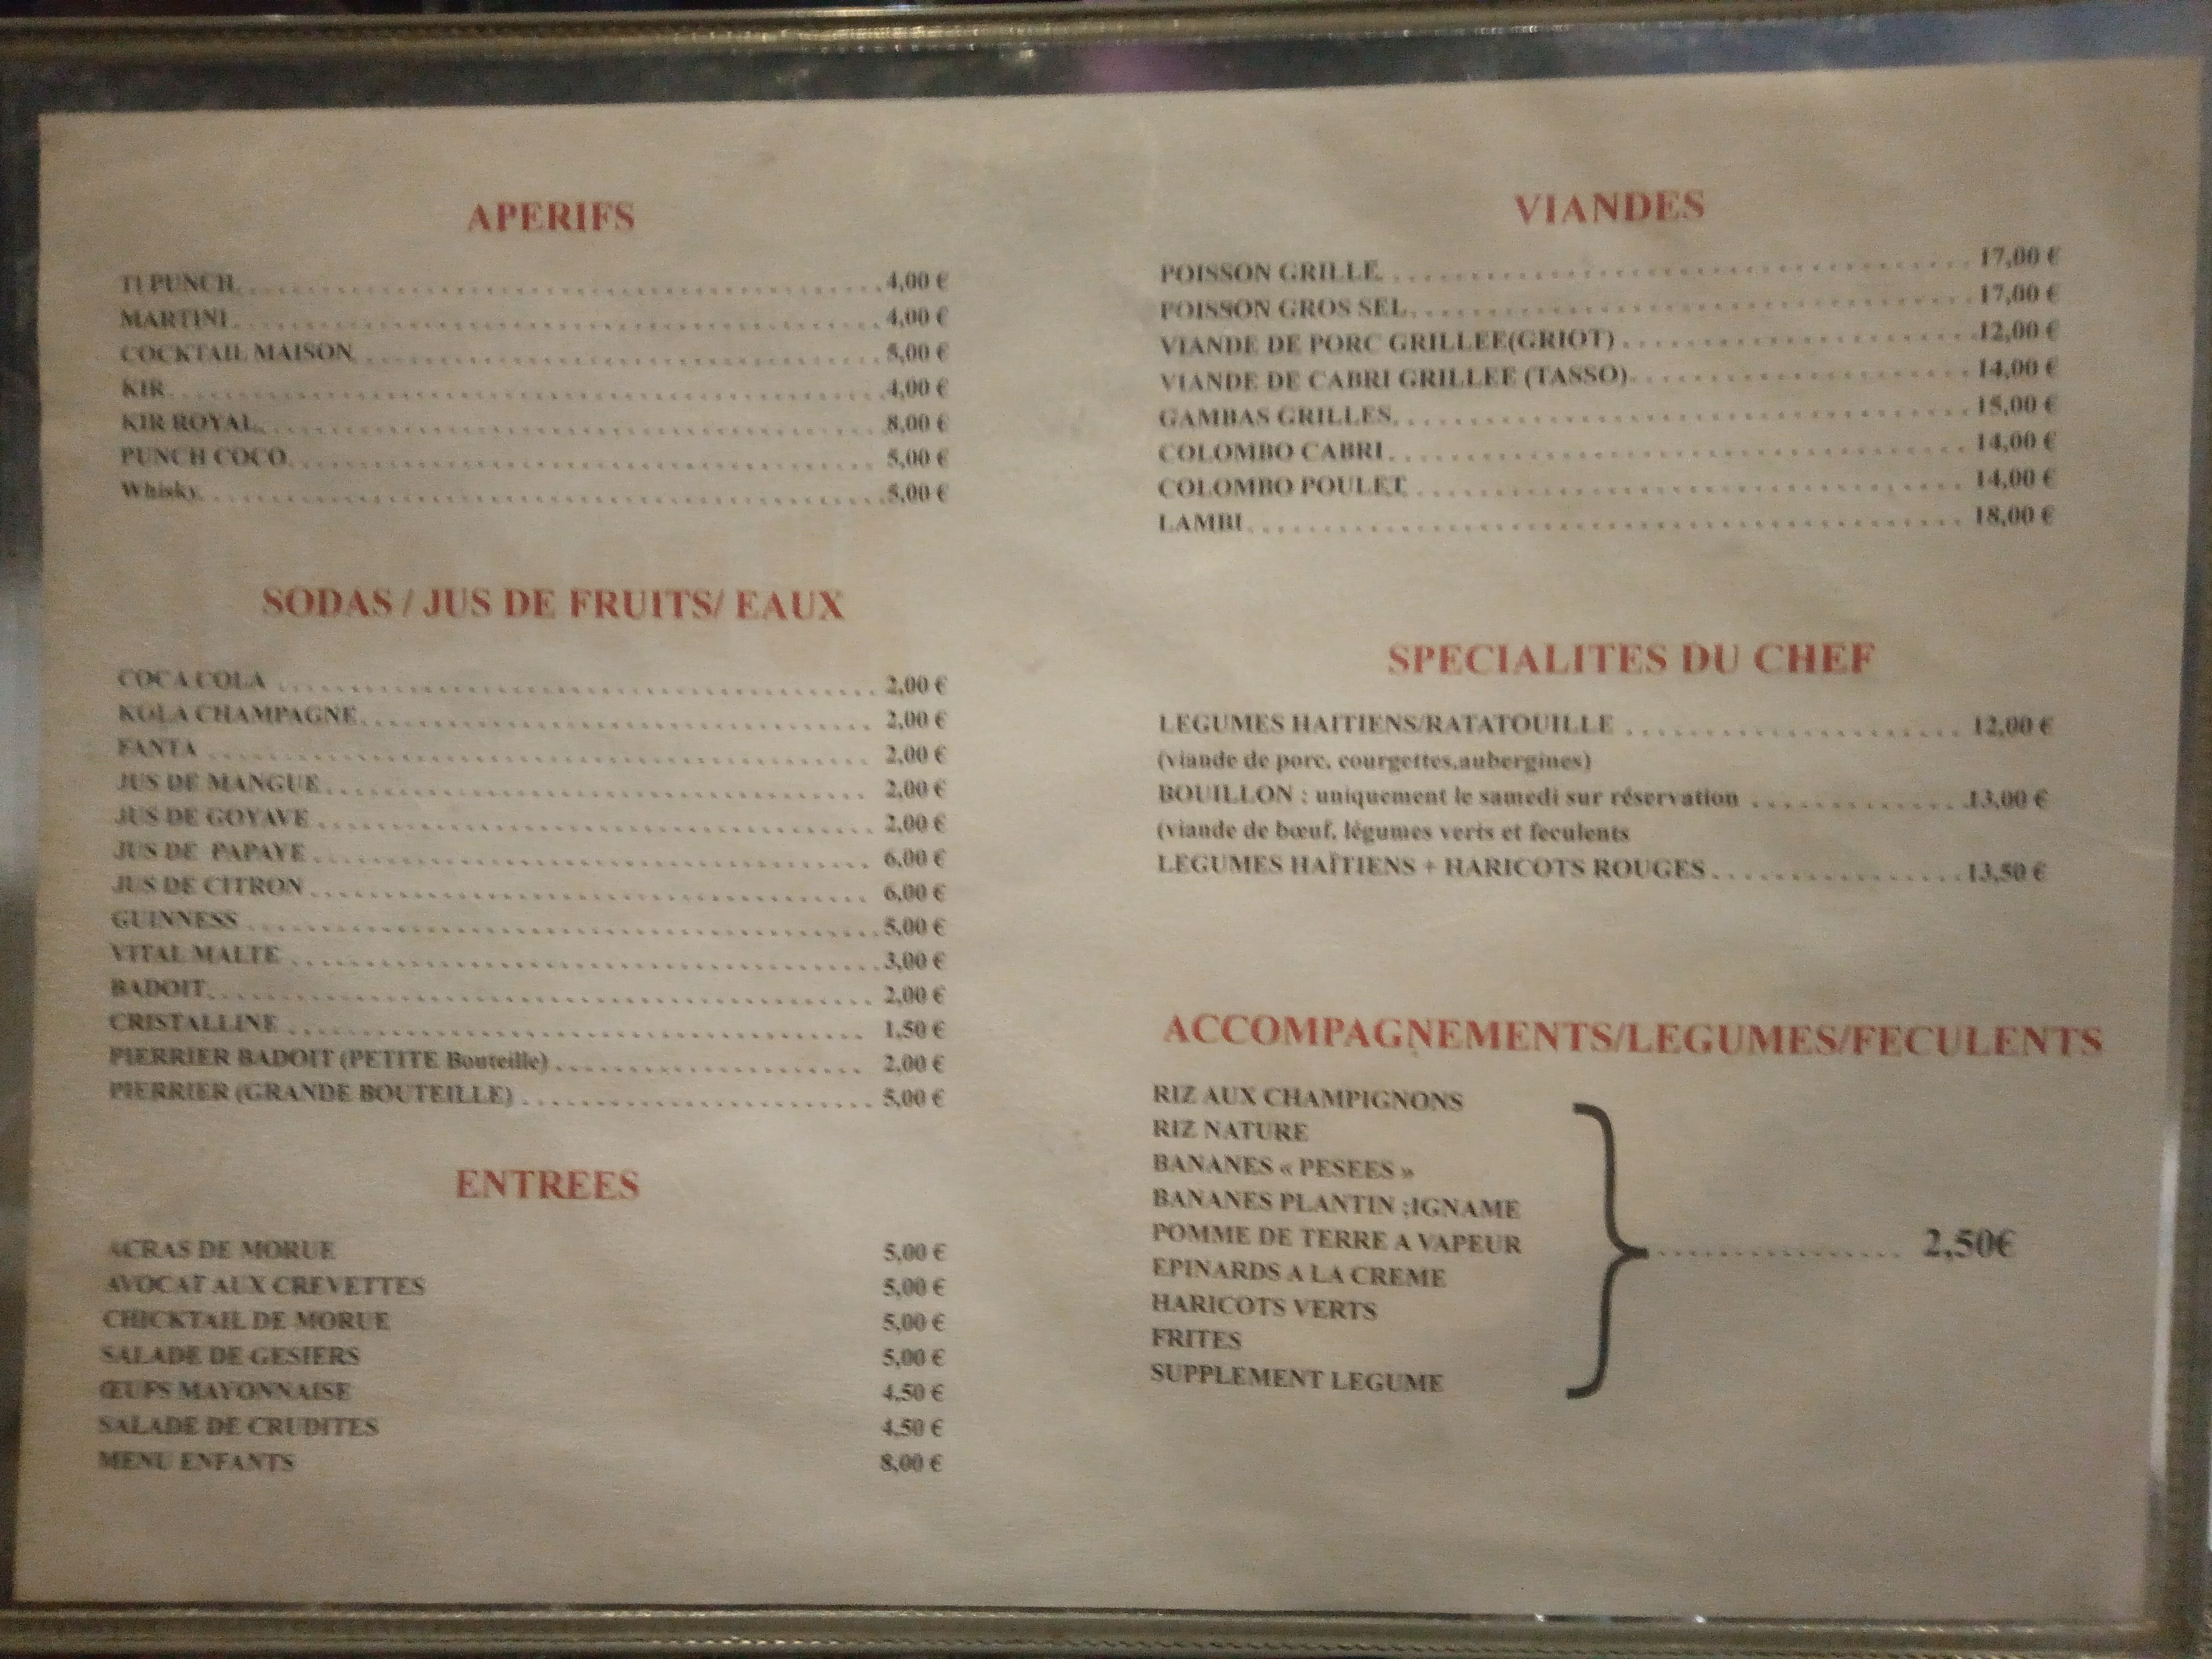 APERIFS
TI PUNCH 4,00 €
MARTINI 4,00 €
COCKTAIL MAISON 5,00 €
KIR 4,00 €
KIR ROYAL 8,00 €
PUNCH COCO 5,00 €
Whisky 5,00 €
SODAS / JUS DE FRUITS/ EAUX
COCA COLA 2,00 €
KOLA CHAMPAGNE 2,00 €
FANTA 2,00 €
JUS DE MANGUE 2,00 €
JUS DE GOYAVE 2,00 €
JUS DE PAPAYE 6,00 €
JUS DE CITRON 6,00 €
GUINNESS 5,00 €
VITAL MALTE 3,00 €
BADOIT 2,00 €
CRISTALLINE 1,50 €
PIERRIER BADOIT (PETITE Bouteille) 2,00 €
PIERRIER (GRANDE BOUTEILLE) 5,00 €
ENTREES
ACRAS DE MORUE 5,00 €
AVOCAT AUX CREVETTES 5,00 €
CHICKTAIL DE MORUE 5,00 €
SALADE DE GESIERS 5,00 €
ŒUFS MAYONNAISE 4,50 €
SALADE DE CRUDITES 4,50 €
MENU ENFANTS 8,00 €
VIANDES
POISSON GRILLE 17,00 €
POISSON GROS SEL 17,00 €
VIANDE DE PORC GRILLEE(GRIOT) 12,00 €
VIANDE DE CABRI GRILLEE (TASSO) 14,00 €
GAMBAS GRILLES 15,00 €
COLOMBO CABRI 14,00 €
COLOMBO POULET 14,00 €
LAMBI 18,00 €
SPECIALITES DU CHEF
LEGUMES HAITIENS/RATATOUILLE 12,00 €
(viande de porc, courgettes,aubergines)
BOUILLON : uniquement le samedi sur réservation 13,00 €
(viande de bœuf, légumes verts et feculents
LEGUMES HAÏTIENS + HARICOTS ROUGES 13,50 €
ACCOMPAGNEMENTS/LEGUMES/FECULENTS
RIZ AUX CHAMPIGNONS
RIZ NATURE
BANANES « PESEES »
BANANES PLANTIN ;IGNAME
POMME DE TERRE A VAPEUR
EPINARDS A LA CREME
HARICOTS VERTS
FRITES
SUPPLEMENT LEGUME
2,50€